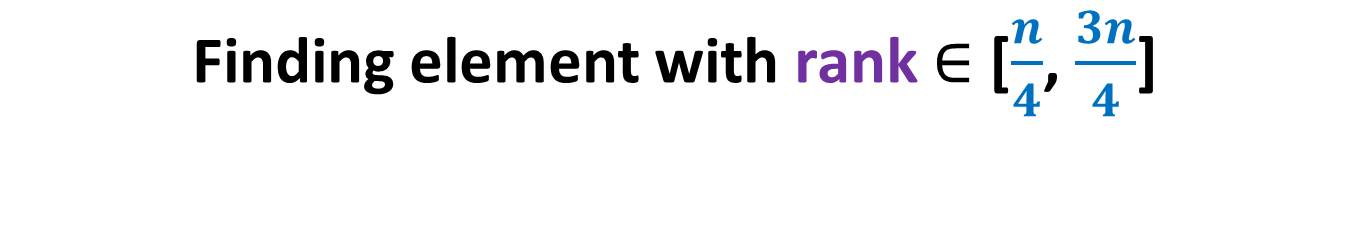 Finding element with rank ∈ [n/4, 3n/4]